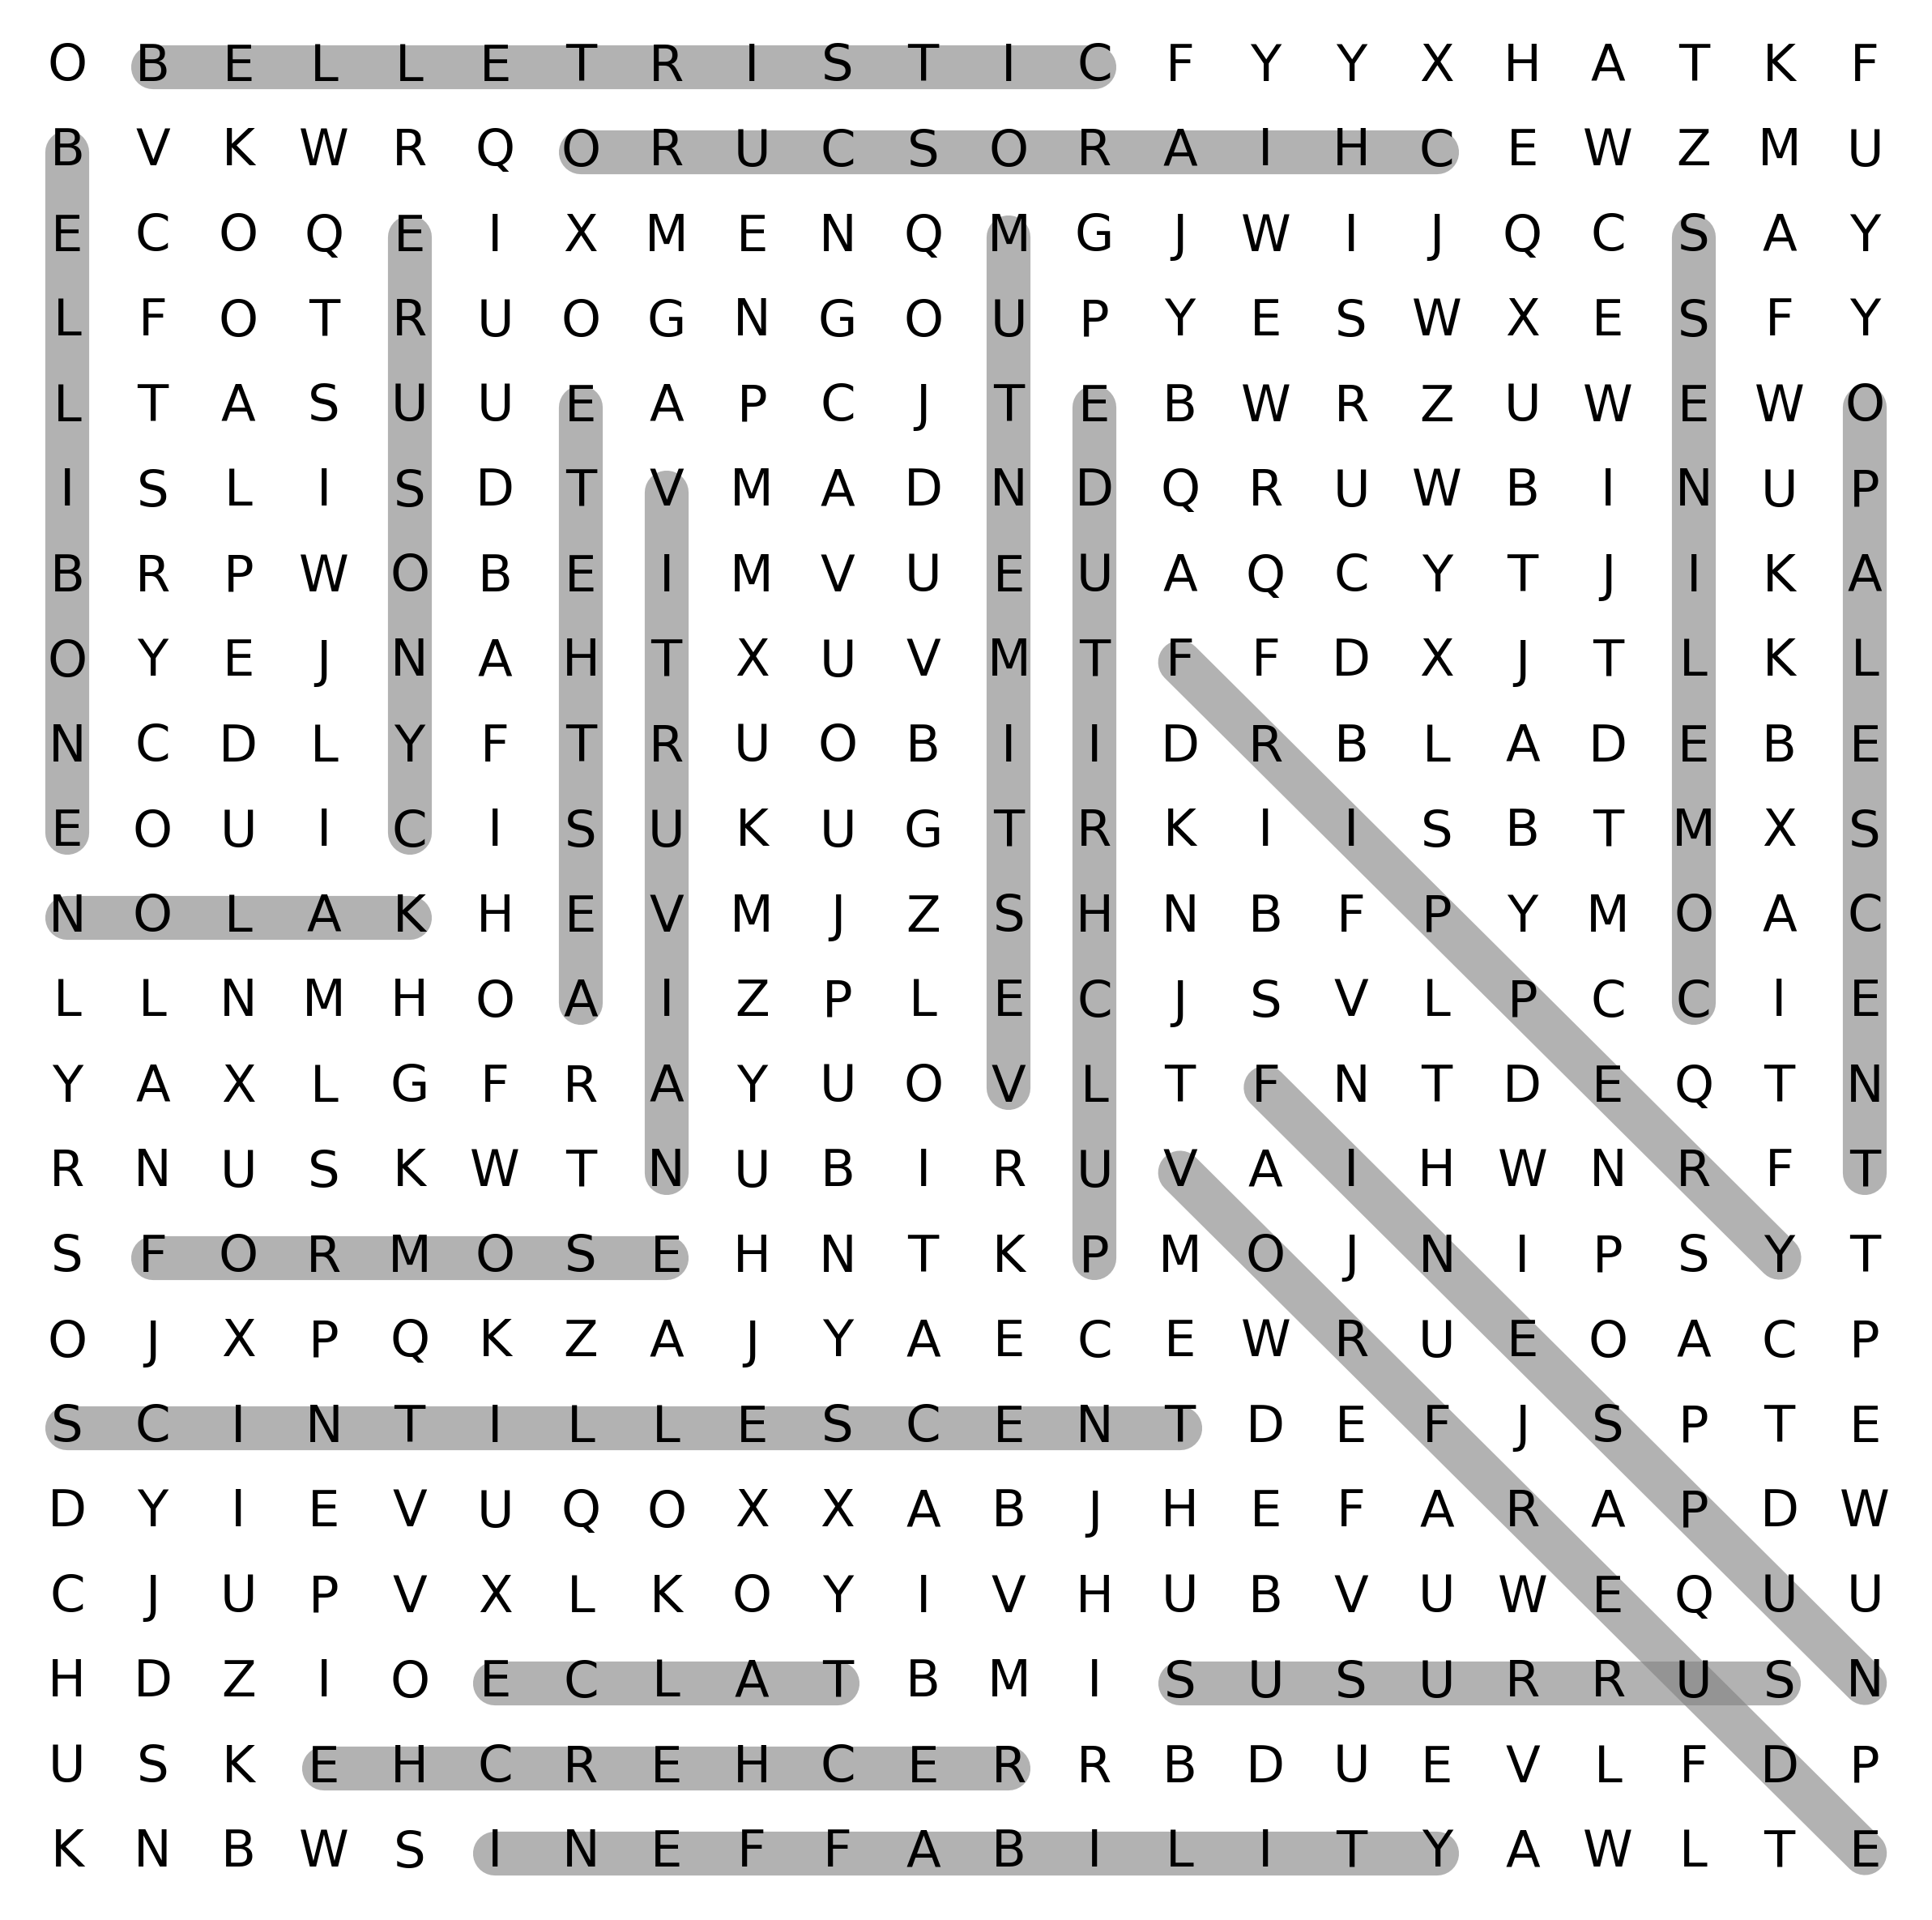 O B E L L E T R I S T I C F Y Y X H A T K F
B V K W R Q O R U C S O R A I H C E W Z M U
E C O Q E I X M E N Q M G J W I J Q C S A Y
L F O T R U O G N G O U P Y E S W X E S F Y
L T A S U U E A P C J T E B W R Z U W E W O
I S L I S D T V M A D N D Q R U W B I N U P
B R P W O B E I M V U E U A Q C Y T J I K A
O Y E J N A H T X U V M T F F D X J T L K L
N C D L Y F T R U O B I I D R B L A D E B E
E O U I C I S U K U G T R K I I S B T M X S
N O L A K H E V M J Z S H N B F P Y M O A C
L L N M H O A I Z P L E C J S V L P C C I E
Y A X L G F R A Y U O V L T F N T D E Q T N
R N U S K W T N U B I R U V A I H W N R F T
S F O R M O S E H N T K P M O J N I P S Y T
O J X P Q K Z A J Y A E C E W R U E O A C P
S C I N T I L L E S C E N T D E F J S P T E
D Y I E V U Q O X X A B J H E F A R A P D W
C J U P V X L K O Y I V H U B V U W E Q U U
H D Z I O E C L A T B M I S U S U R R U S N
U S K E H C R E H C E R R B D U E V L F D P
K N B W S I N E F F A B I L I T Y A W L T E